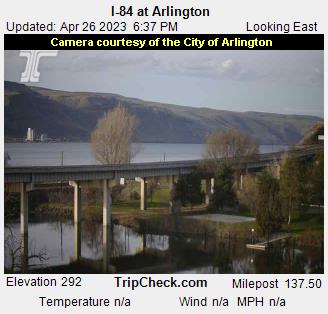 I-84 at Arlington
Updated: Apr 26 2023 6:37 PM Looking East
Camera courtesy of the City of Arlington
Elevation 292 TripCheck.com Milepost 137.50
Temperature n/a Wind n/a MPH n/a